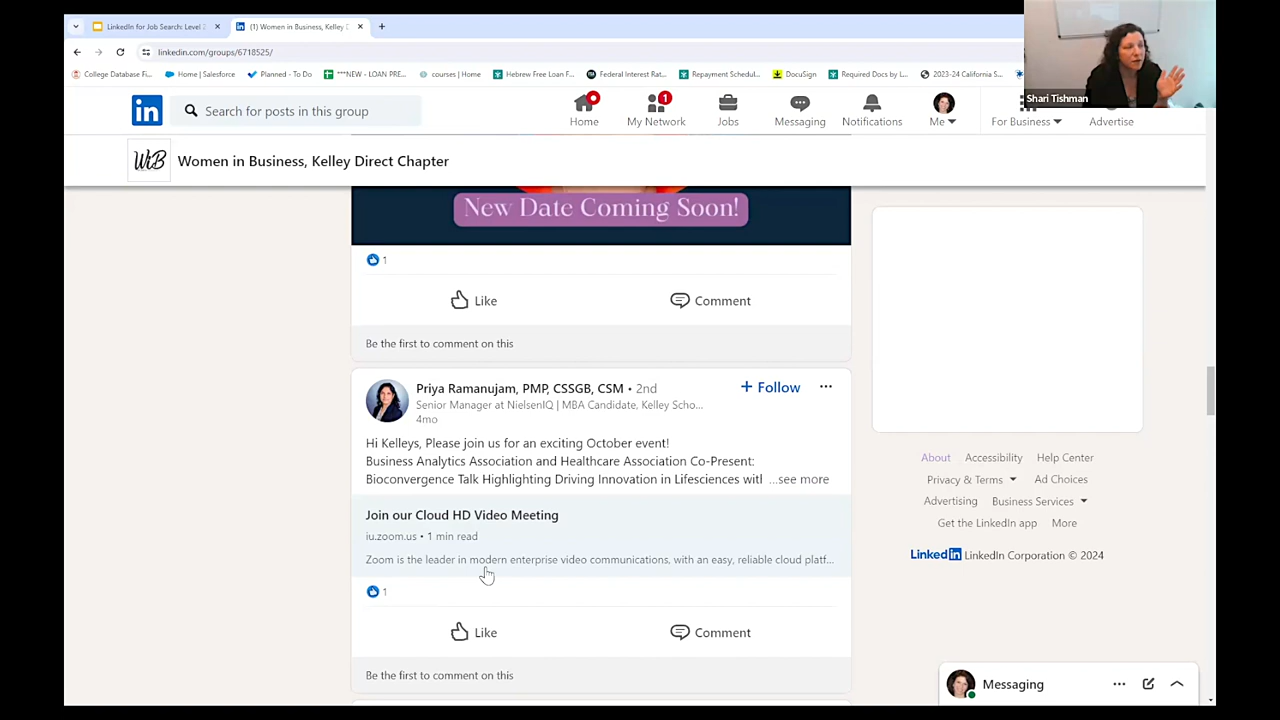 LinkedIn for Job Search: Level 2
(1) Women in Business, Kelley D
linkedin.com/groups/6718525/
College Database Fi...
Home | Salesforce
Planned - To Do
***NEW - LOAN PRE...
courses | Home
Hebrew Free Loan F...
Federal Interest Rat...
Repayment Schedul...
DocuSign
Required Docs by L...
2023-24 California S...
Shari Tishman
in
Search for posts in this group
1
Home
My Network
Jobs
Messaging
Notifications
Me
For Business
Advertise
WiB
Women in Business, Kelley Direct Chapter
New Date Coming Soon!
1
Like
Comment
Be the first to comment on this
Priya Ramanujam, PMP, CSSGB, CSM • 2nd
+ Follow
Senior Manager at NielsenIQ | MBA Candidate, Kelley Scho...
4mo
Hi Kelleys, Please join us for an exciting October event!
Business Analytics Association and Healthcare Association Co-Present:
Bioconvergence Talk Highlighting Driving Innovation in Lifesciences witl ...see more
Join our Cloud HD Video Meeting
iu.zoom.us • 1 min read
Zoom is the leader in modern enterprise video communications, with an easy, reliable cloud platf...
1
Like
Comment
Be the first to comment on this
About Accessibility Help Center
Privacy & Terms Ad Choices
Advertising Business Services
Get the LinkedIn app More
LinkedIn LinkedIn Corporation © 2024
Messaging